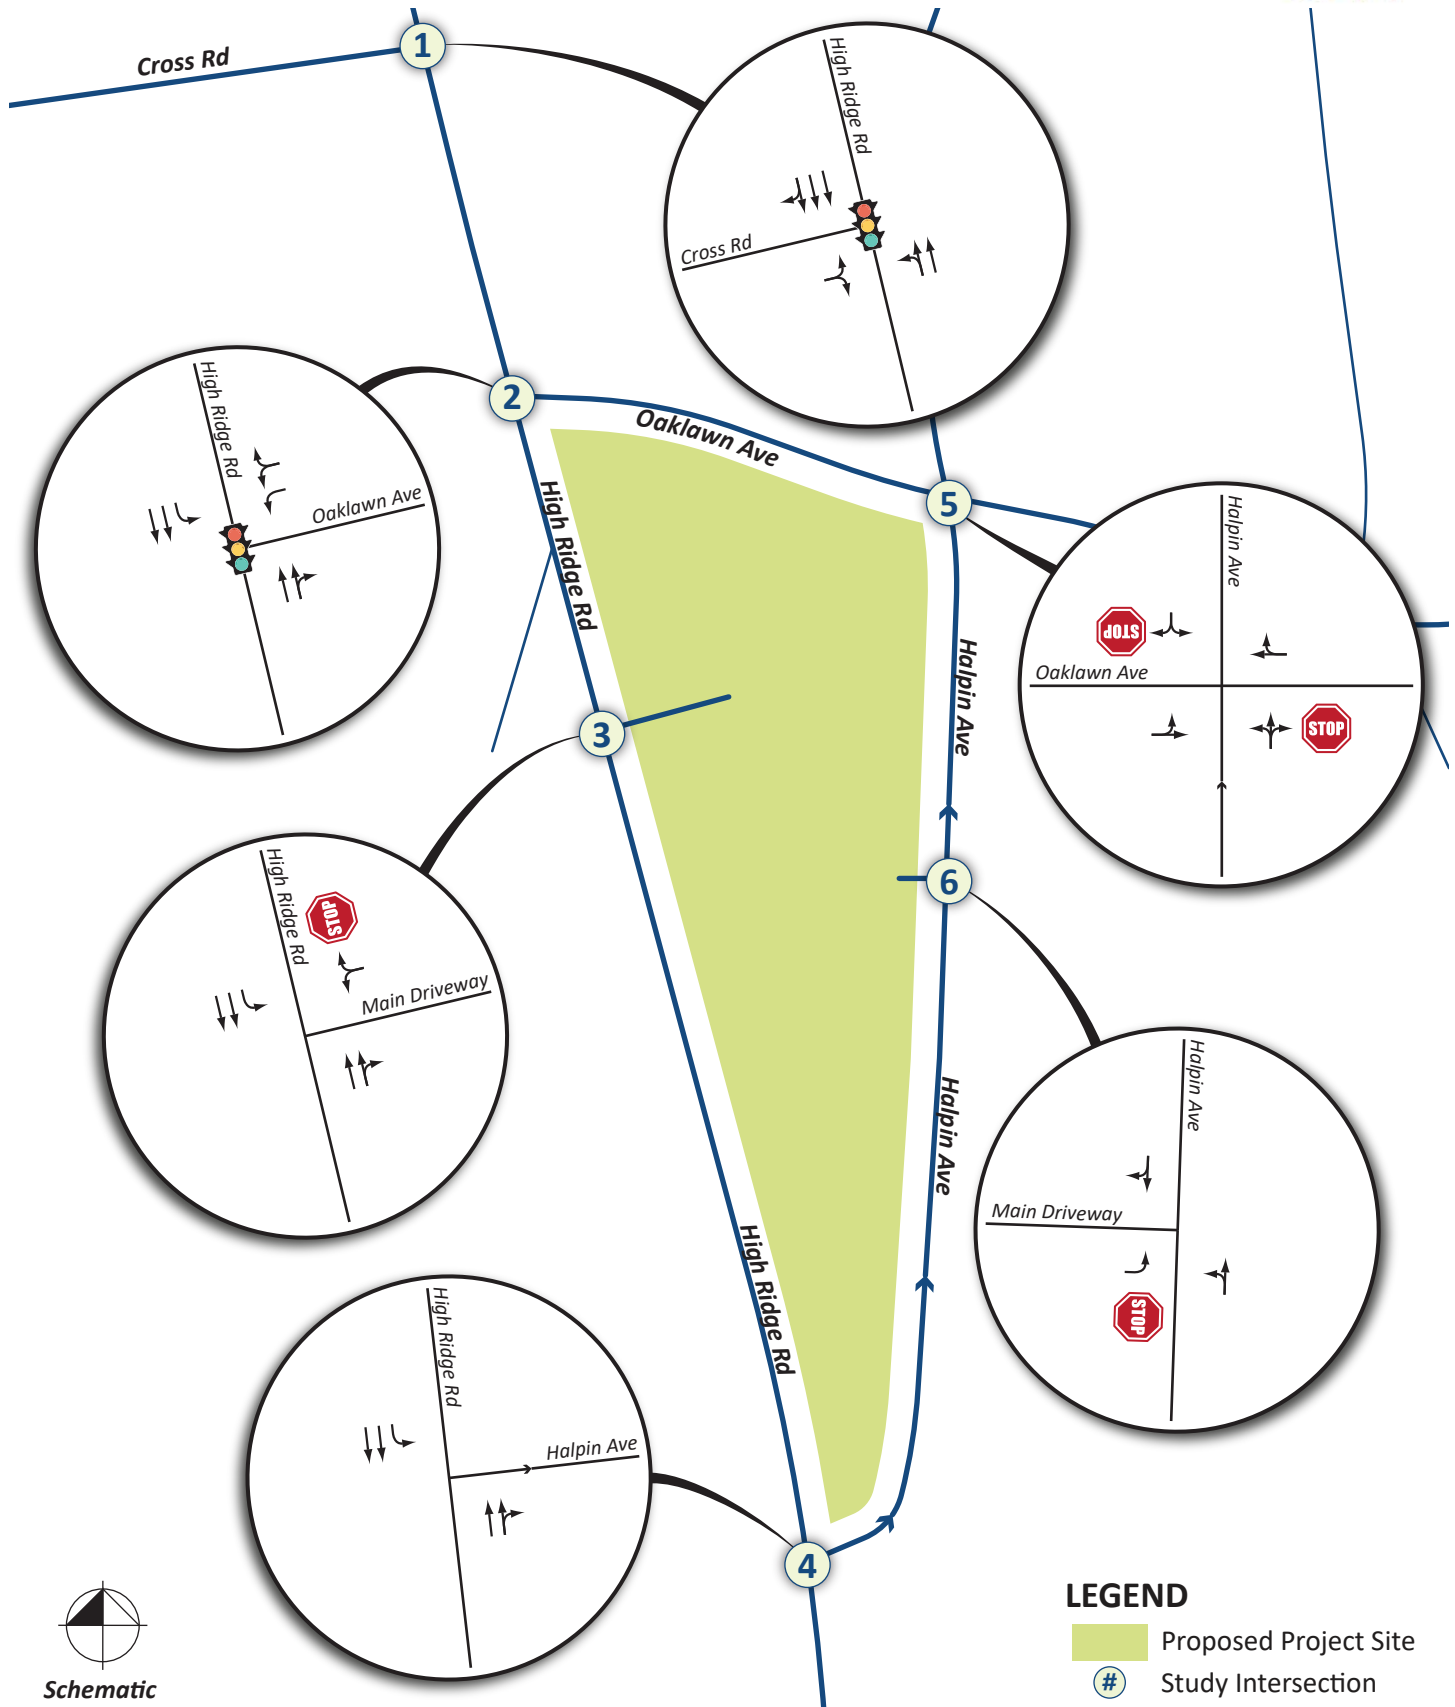 Cross Rd
1
High Ridge Rd
Cross Rd
2
Oaklawn Ave
High Ridge Rd
Oaklawn Ave
High Ridge Rd
5
Halpin Ave
STOP
Oaklawn Ave
STOP
Halpin Ave
3
High Ridge Rd
STOP
Main Driveway
6
Halpin Ave
Halpin Ave
Main Driveway
STOP
High Ridge Rd
High Ridge Rd
Halpin Ave
4
LEGEND
Proposed Project Site
# Study Intersection
Schematic